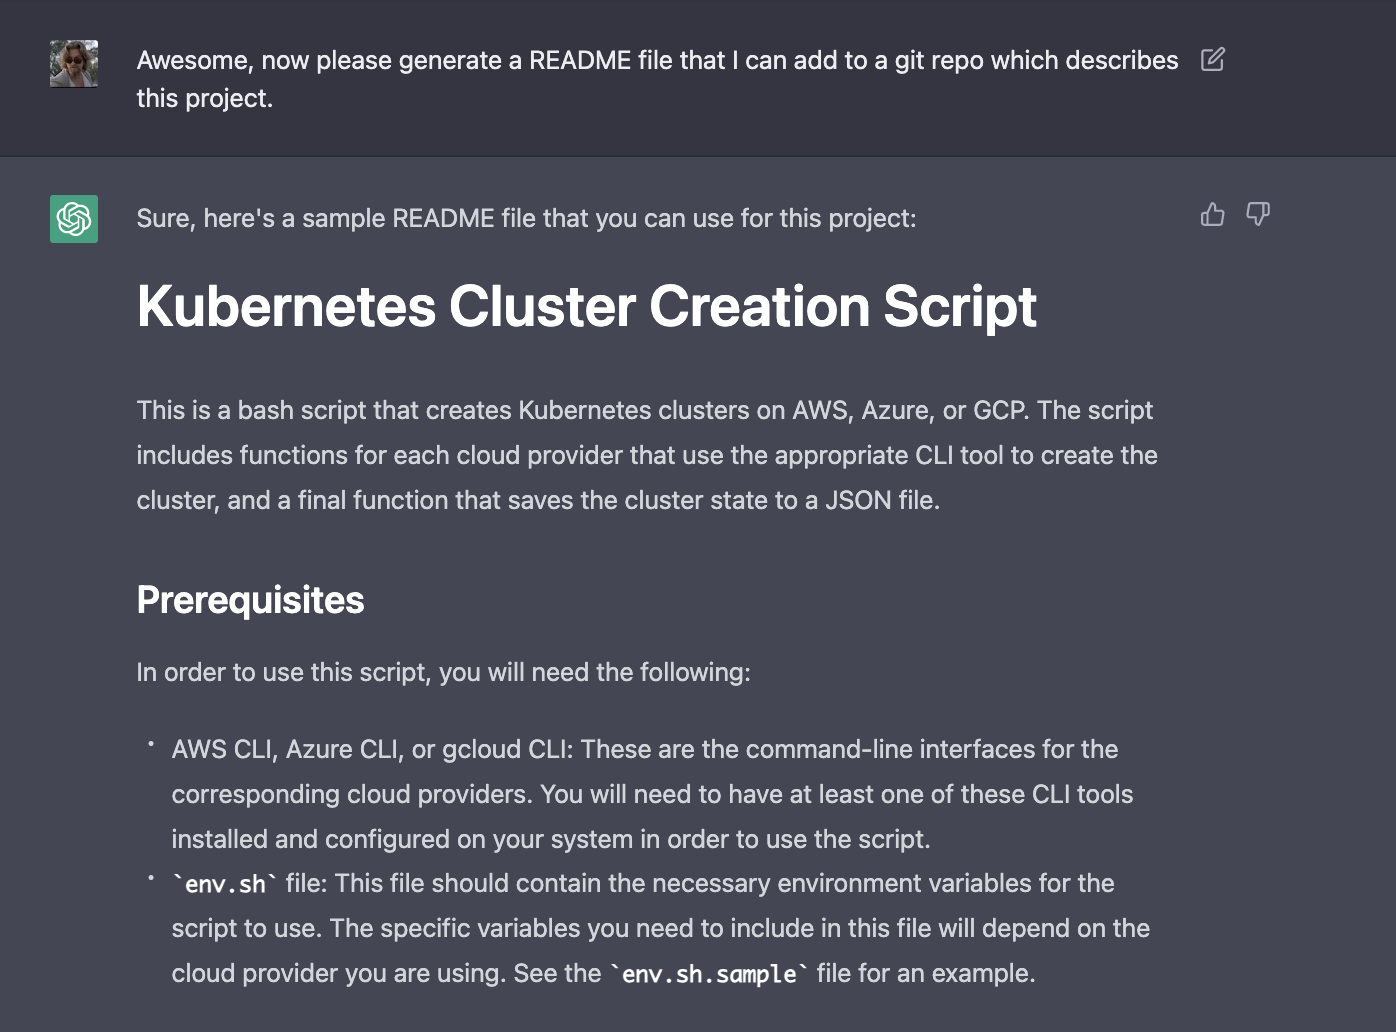 Awesome, now please generate a README file that I can add to a git repo which describes
this project.
Sure, here's a sample README file that you can use for this project:
Kubernetes Cluster Creation Script
This is a bash script that creates Kubernetes clusters on AWS, Azure, or GCP. The script
includes functions for each cloud provider that use the appropriate CLI tool to create the
cluster, and a final function that saves the cluster state to a JSON file.
Prerequisites
In order to use this script, you will need the following:
• AWS CLI, Azure CLI, or gcloud CLI: These are the command-line interfaces for the
corresponding cloud providers. You will need to have at least one of these CLI tools
installed and configured on your system in order to use the script.
• `env.sh` file: This file should contain the necessary environment variables for the
script to use. The specific variables you need to include in this file will depend on the
cloud provider you are using. See the `env.sh.sample` file for an example.